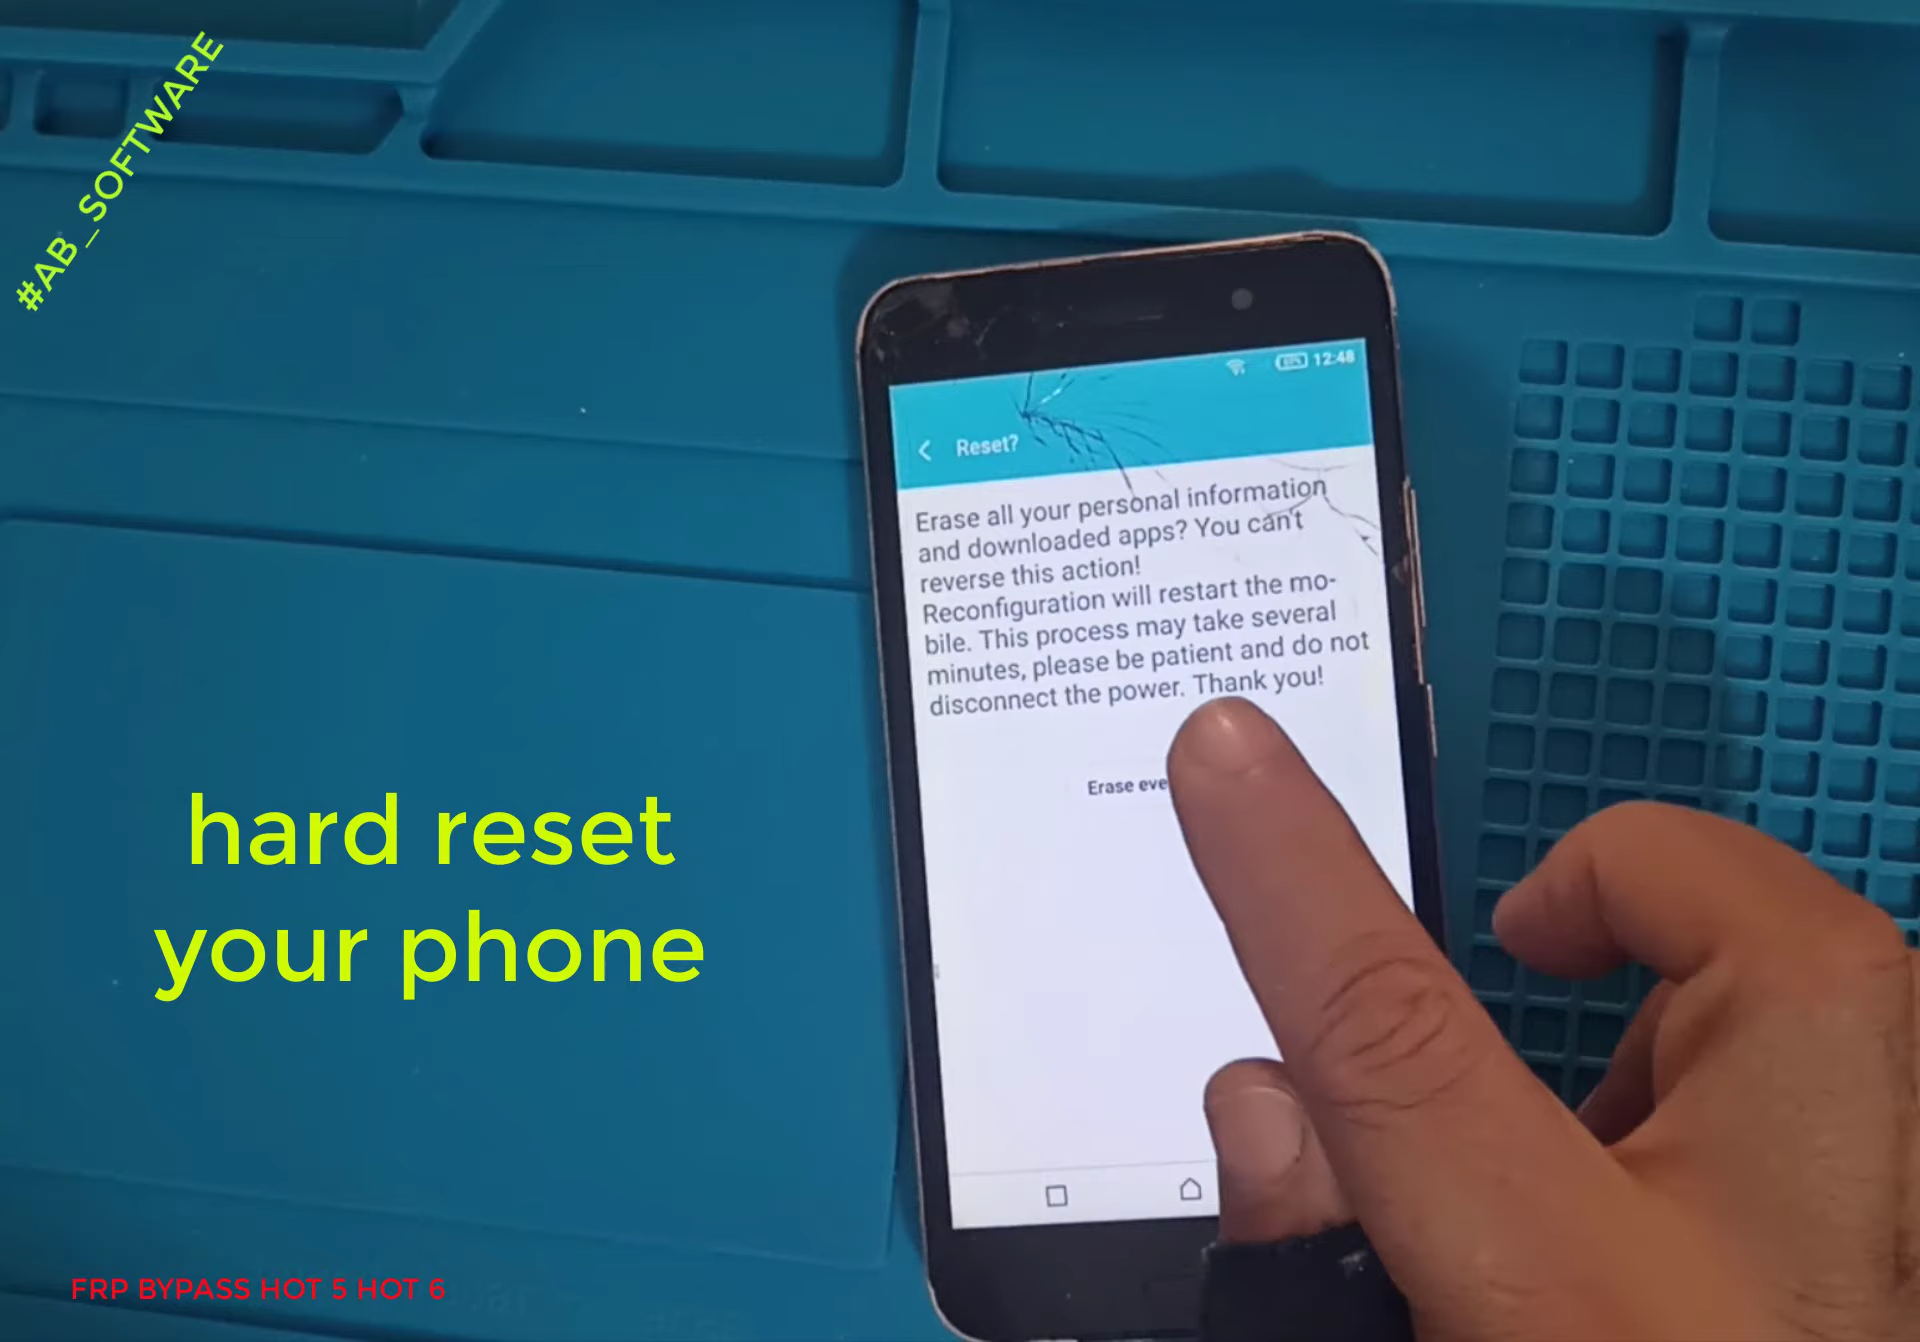 #AB_SOFTWARE
12:48
Reset?
Erase all your personal information
and downloaded apps? You can't
reverse this action!
Reconfiguration will restart the mo-
bile. This process may take several
minutes, please be patient and do not
disconnect the power. Thank you!
Erase eve
hard reset
your phone
FRP BYPASS HOT 5 HOT 6